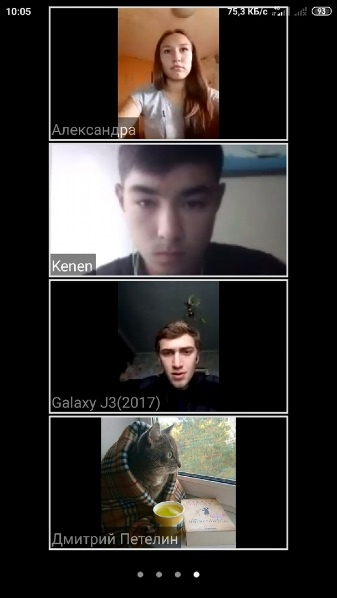 10:05
75,3 КБ/с
93
Александра
Kenen
Galaxy J3(2017)
Дмитрий Петелин